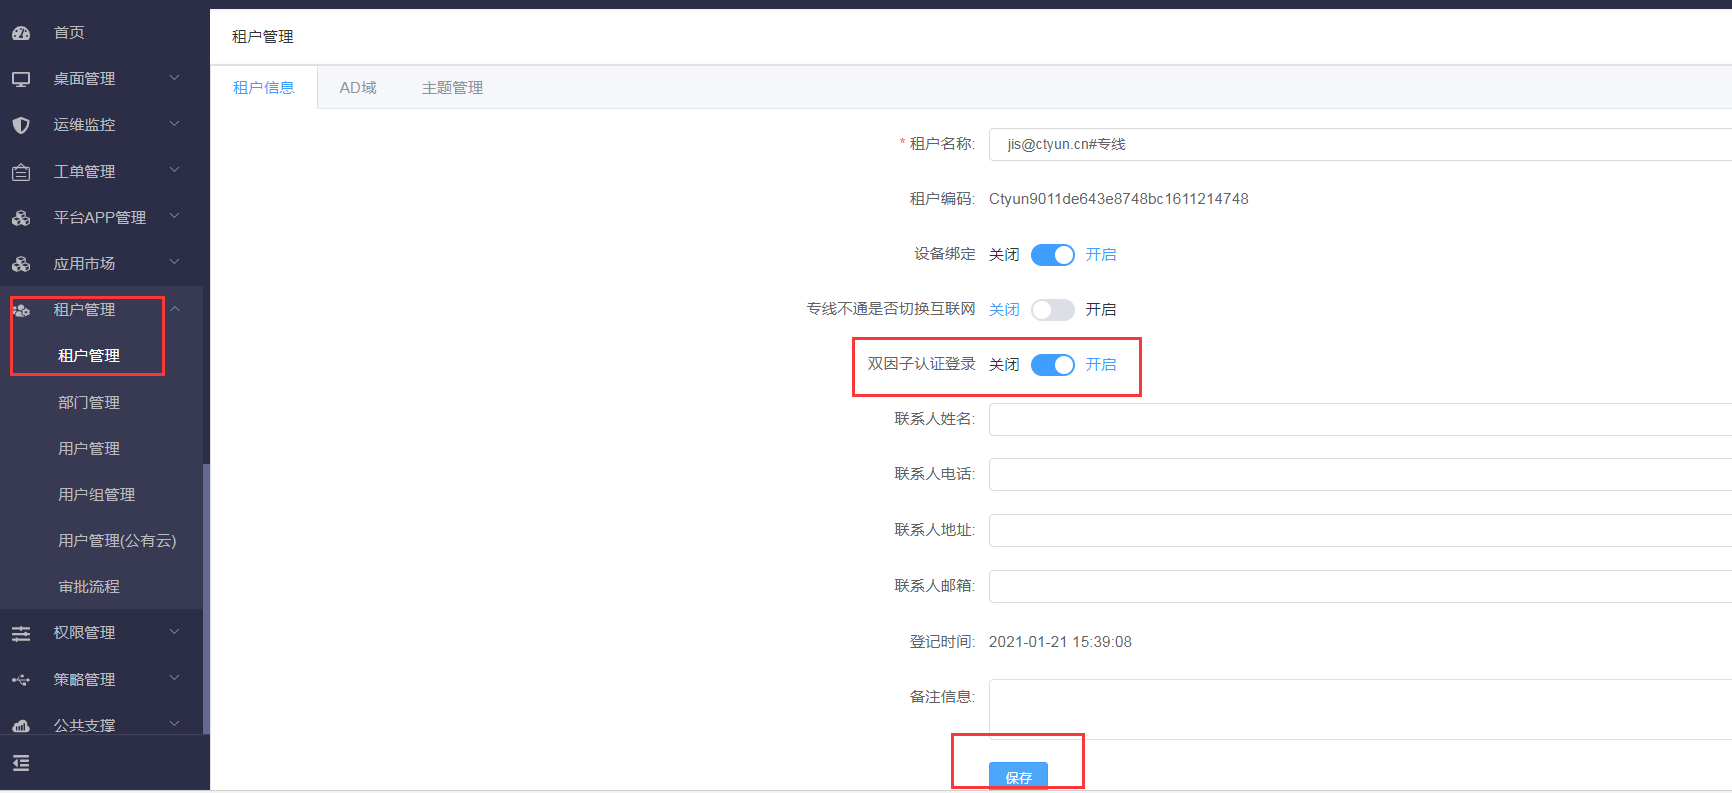 首页
桌面管理
运维监控
工单管理
平台APP管理
应用市场
租户管理
租户管理
部门管理
用户管理
用户组管理
用户管理(公有云)
审批流程
权限管理
策略管理
公共支撑
租户管理
租户信息 AD域 主题管理
* 租户名称: jis@ctyun.cn#专线
租户编码: Ctyun9011de643e8748bc1611214748
设备绑定 关闭 开启
专线不通是否切换互联网 关闭 开启
双因子认证登录 关闭 开启
联系人姓名:
联系人电话:
联系人地址:
联系人邮箱:
登记时间: 2021-01-21 15:39:08
备注信息:
保存